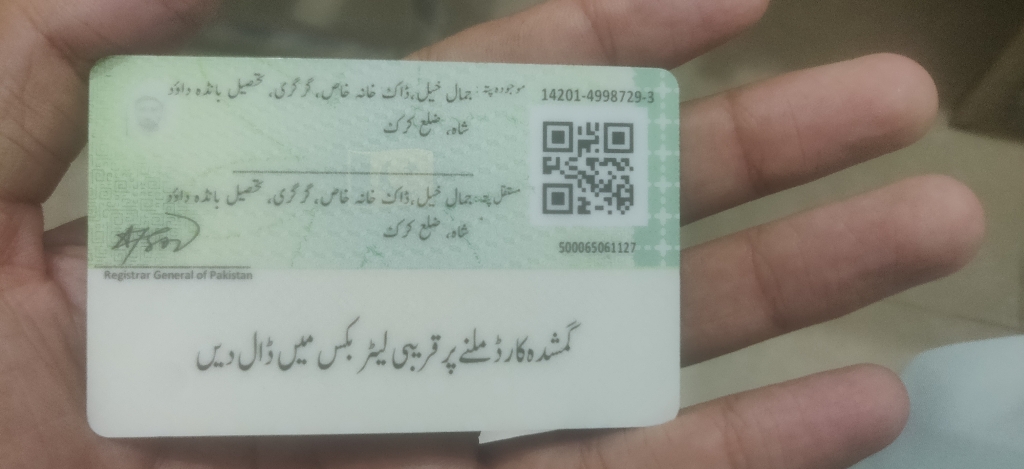 موجودہ پتہ: جمال خیل، ڈاک خانہ خاص، گرگری، تحصیل بانڈہ داؤد
شاہ، ضلع کرک
14201-4998729-3
مستقل پتہ: جمال خیل، ڈاک خانہ خاص، گرگری، تحصیل بانڈہ داؤد
شاہ، ضلع کرک
500065061127
Registrar General of Pakistan
گمشدہ کارڈ ملنے پر قریبی لیٹر بکس میں ڈال دیں